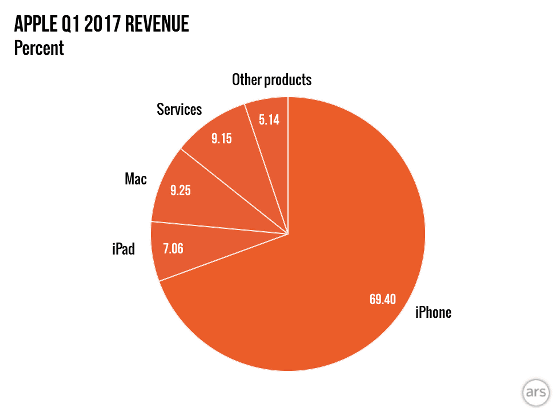 APPLE Q1 2017 REVENUE
Percent
Other products
5.14
Services
9.15
Mac
9.25
iPad
7.06
69.40
iPhone
ars